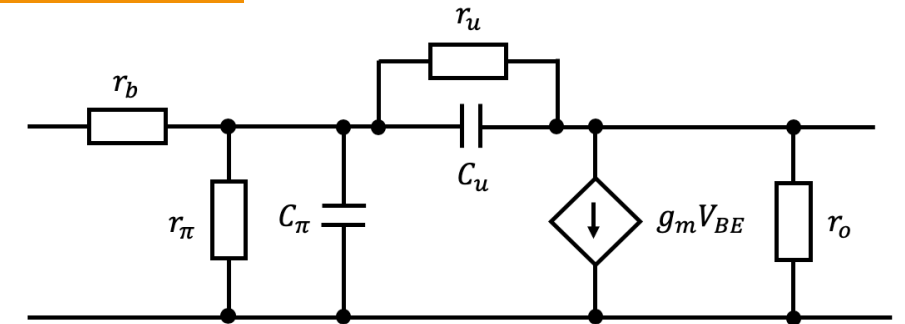 r_u
r_b
C_u
r_π
C_π
g_m V_BE
r_o